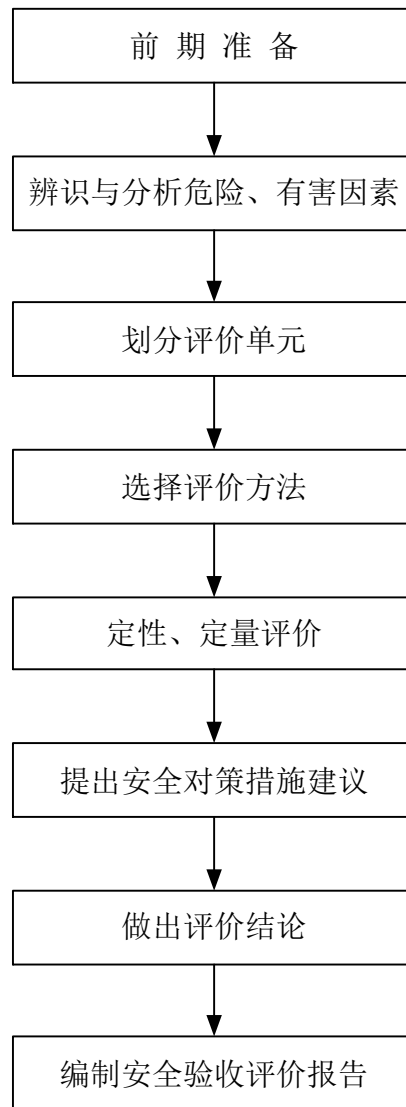 前 期 准 备
辨识与分析危险、有害因素
划分评价单元
选择评价方法
定性、定量评价
提出安全对策措施建议
做出评价结论
编制安全验收评价报告